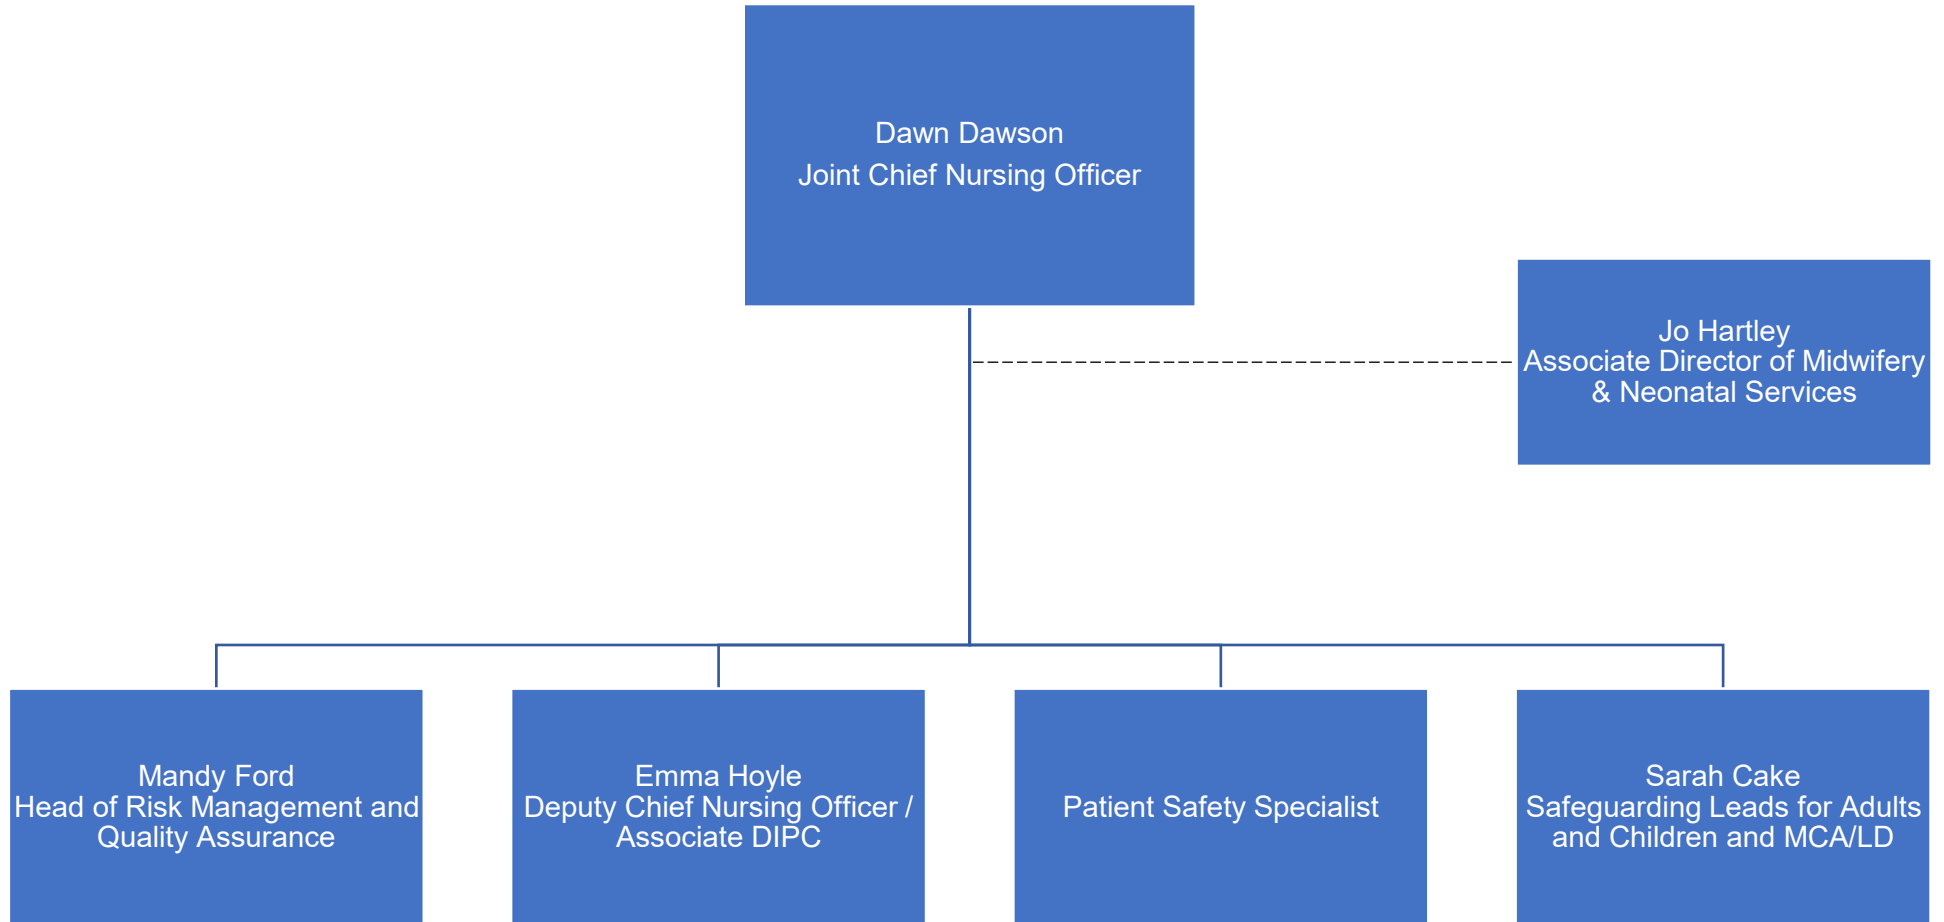 Dawn Dawson
Joint Chief Nursing Officer
Jo Hartley
Associate Director of Midwifery
& Neonatal Services
Mandy Ford
Head of Risk Management and
Quality Assurance
Emma Hoyle
Deputy Chief Nursing Officer /
Associate DIPC
Patient Safety Specialist
Sarah Cake
Safeguarding Leads for Adults
and Children and MCA/LD